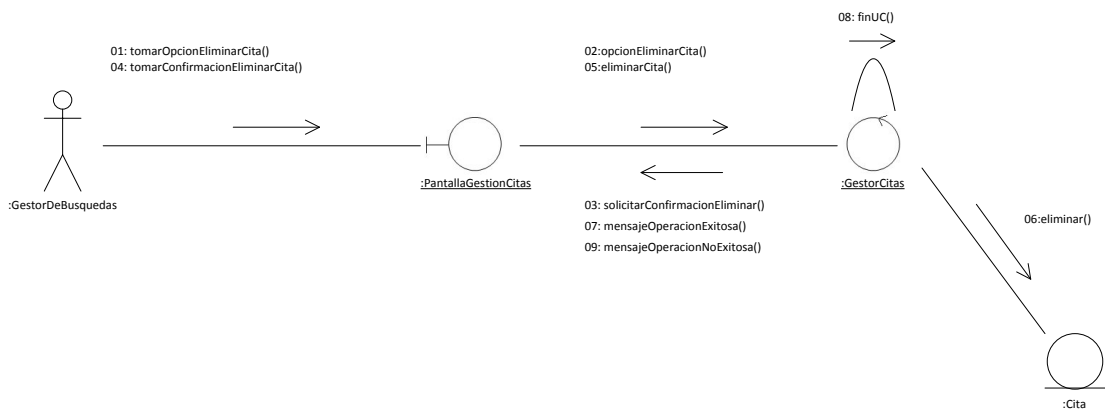 08: finUC()
01: tomarOpcionEliminarCita()
04: tomarConfirmacionEliminarCita()
02:opcionEliminarCita()
05:eliminarCita()
:GestorDeBusquedas
:PantallaGestionCitas
:GestorCitas
03: solicitarConfirmacionEliminar()
07: mensajeOperacionExitosa()
09: mensajeOperacionNoExitosa()
06:eliminar()
:Cita